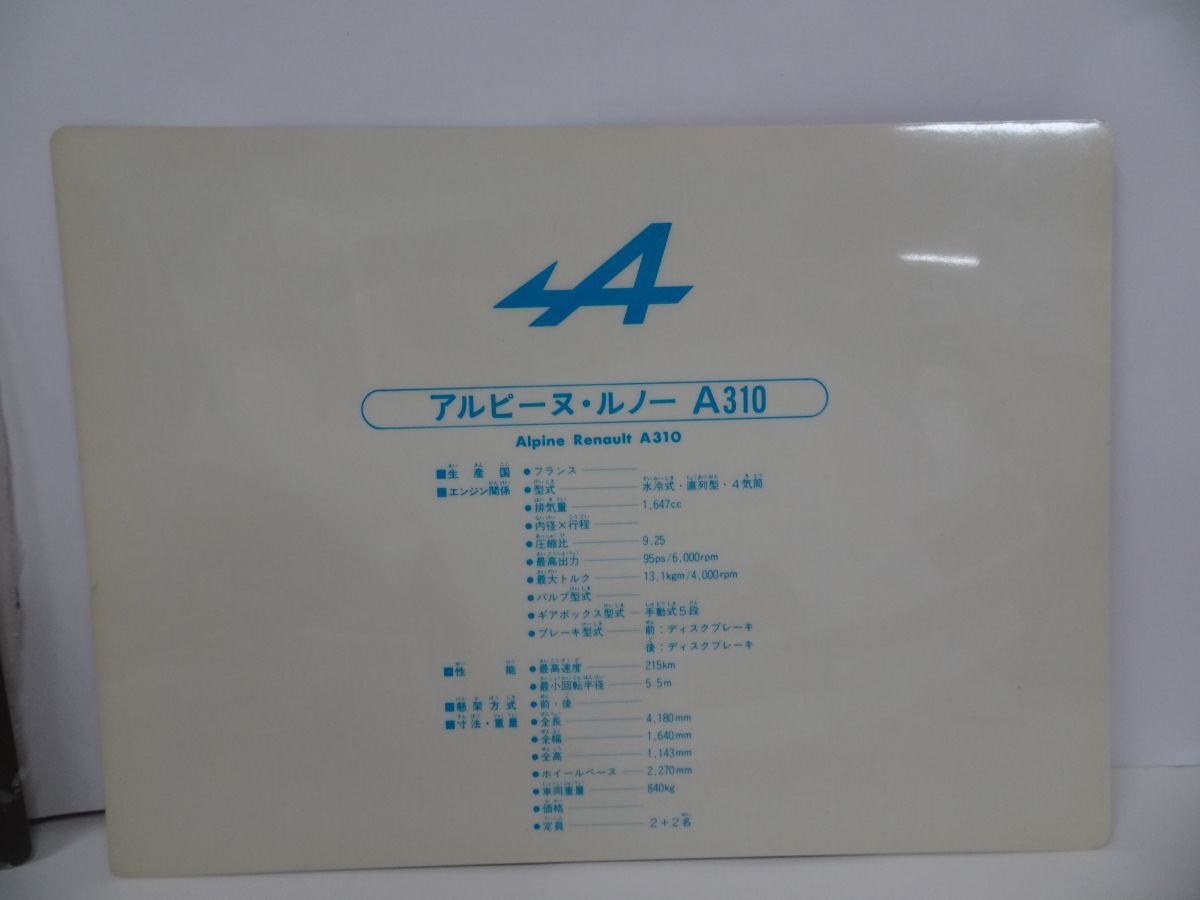 アルピーヌ・ルノー A310
Alpine Renault A310
■生産国 ●フランス
■エンジン関係 ●型式 水冷式・直列型・4気筒
●排気量 1,647cc
●内径×行程
●圧縮比 9.25
●最高出力 95ps/6,000rpm
●最大トルク 13.1kgm/4,000rpm
●バルブ型式
●ギアボックス型式 手動式5段
●ブレーキ型式 前：ディスクブレーキ
後：ディスクブレーキ
■性能 ●最高速度 215km
●最小回転半径 5.5m
■懸架方式 ●前・後
■寸法・重量 ●全長 4,180mm
●全幅 1,640mm
●全高 1,143mm
●ホイールベース 2,270mm
●車両重量 840kg
●価格
●定員 2+2名